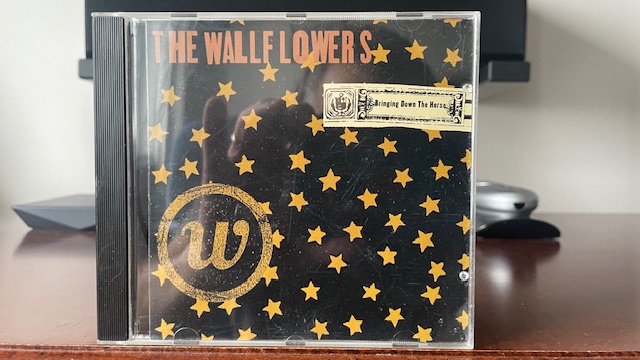 THE WALLFLOWERS
Bringing Down The Horse
w